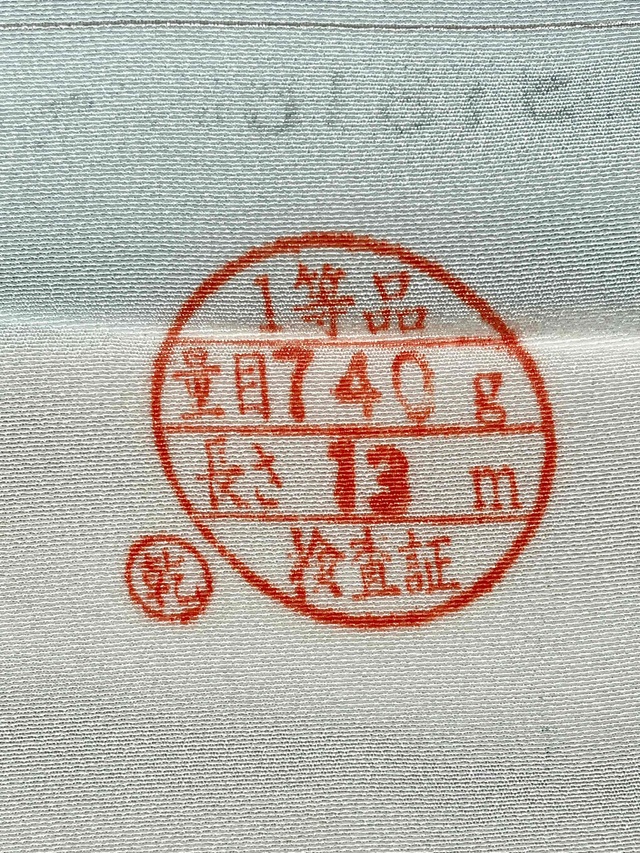 1等品
量目740g
長さ13m
検査証
乾